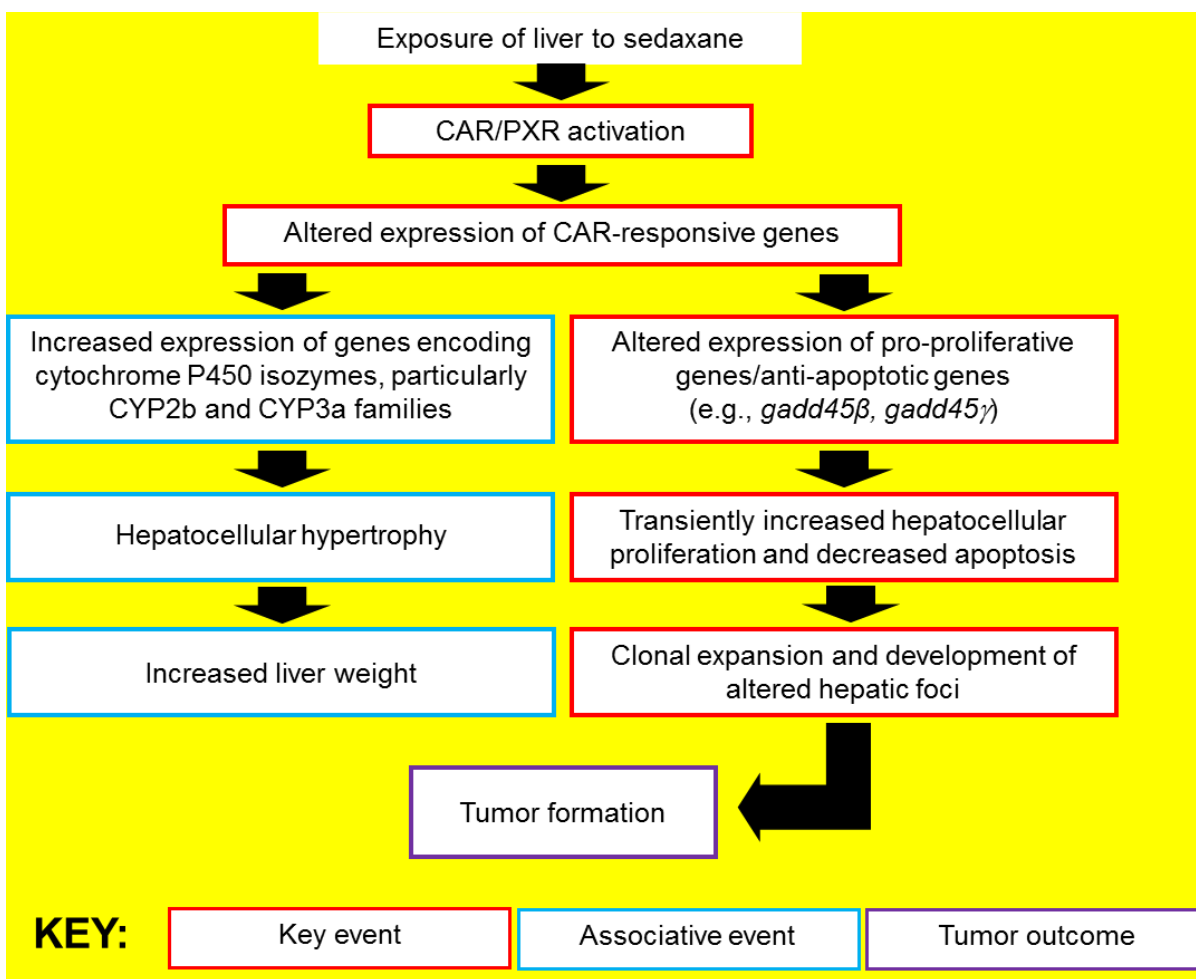 Exposure of liver to sedaxane
CAR/PXR activation
Altered expression of CAR-responsive genes
Increased expression of genes encoding
cytochrome P450 isozymes, particularly
CYP2b and CYP3a families
Altered expression of pro-proliferative
genes/anti-apoptotic genes
(e.g., gadd45β, gadd45γ)
Hepatocellular hypertrophy
Transiently increased hepatocellular
proliferation and decreased apoptosis
Increased liver weight
Clonal expansion and development of
altered hepatic foci
Tumor formation
KEY:
Key event
Associative event
Tumor outcome